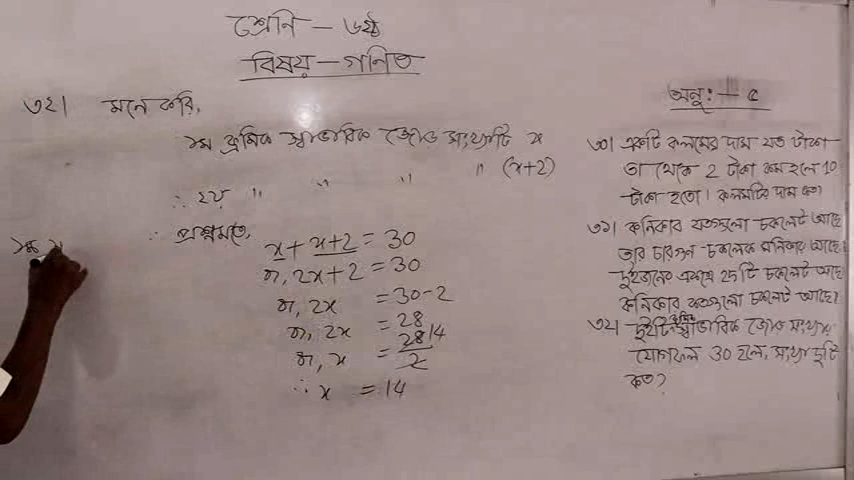 শ্রেনি - ৬ষ্ঠ
বিষয় - গনিত
৩২। মনে করি,
১ম ক্রমিক স্বাভাবিক জোড সংখ্যাটি x
∴ ২য় " " " " (x+2)
∴ প্রশ্নমতে,
x + x+2 = 30
বা, 2x+2 = 30
বা, 2x = 30-2
বা, 2x = 28
বা, x = 28/2 14
∴ x = 14
১ম
অনু: - ৫
৩০। একটি কলমের দাম যত টাকা
তা থেকে 2 টাকা কম হলে 10
টাকা হতো। কলমটির দাম কত?
৩১। কনিকার যতগুলো চকলেট আছে
তার চারগুন চকলেট মনিকার আছে।
দুইজনের একত্রে 25টি চকলেট আছে
কনিকার কতগুলো চকলেট আছে?
৩২। দুইটি ক্রমিক স্বাভাবিক জোড সংখ্যার
যোগফল 30 হলে, সংখ্যা দুটি
কত?